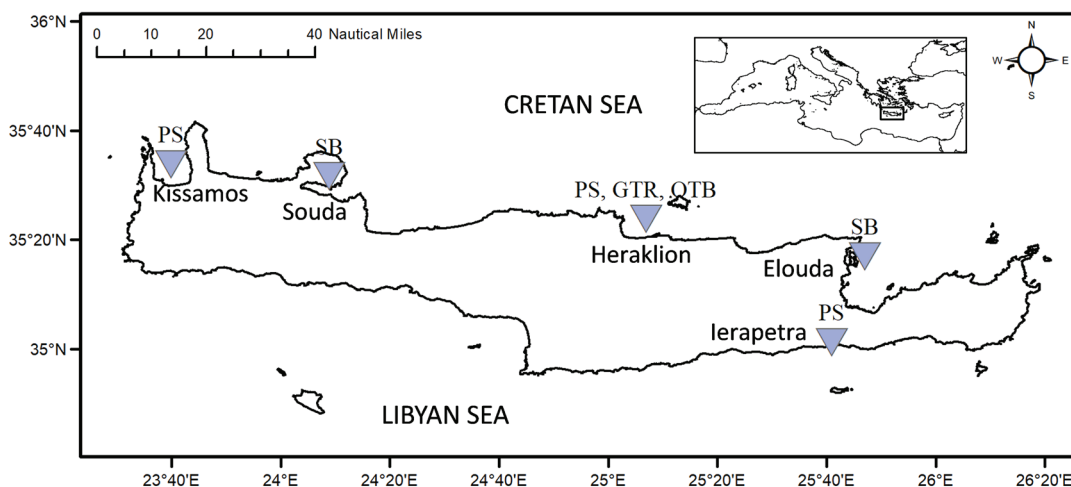 36°N
0 10 20 40 Nautical Miles
N
W E
S
CRETAN SEA
35°40'N
PS
SB
Kissamos
Souda
PS, GTR, OTB
Heraklion
35°20'N
SB
Elouda
PS
Ierapetra
35°N
LIBYAN SEA
23°40'E 24°E 24°20'E 24°40'E 25°E 25°20'E 25°40'E 26°E 26°20'E